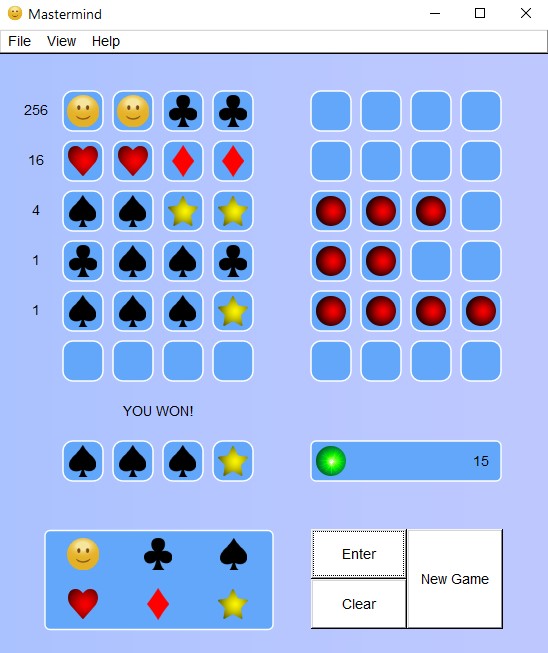 Mastermind
File View Help
256
16
4
1
1
YOU WON!
15
Enter
New Game
Clear